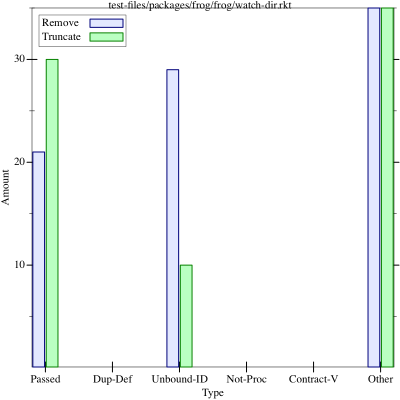 test-files/packages/frog/frog/watch-dir.rkt
Remove
Truncate
30
20
10
Amount
Passed Dup-Def Unbound-ID Not-Proc Contract-V Other
Type